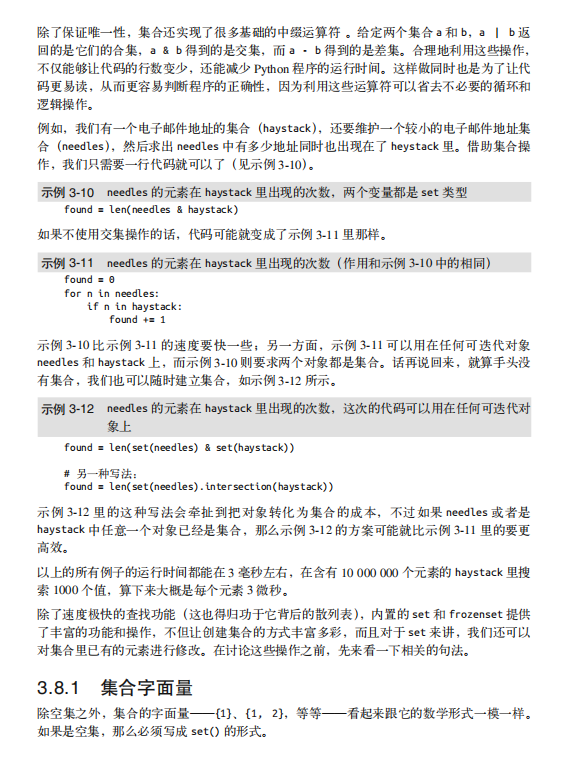 除了保证唯一性，集合还实现了很多基础的中缀运算符 。给定两个集合 a 和 b，a | b 返
回的是它们的合集，a & b 得到的是交集，而 a - b 得到的是差集。合理地利用这些操作，
不仅能够让代码的行数变少，还能减少 Python 程序的运行时间。这样做同时也是为了让代
码更易读，从而更容易判断程序的正确性，因为利用这些运算符可以省去不必要的循环和
逻辑操作。
例如，我们有一个电子邮件地址的集合（haystack），还要维护一个较小的电子邮件地址集
合（needles），然后求出 needles 中有多少地址同时也出现在了 heystack 里。借助集合操
作，我们只需要一行代码就可以了（见示例 3-10）。
示例 3-10 needles 的元素在 haystack 里出现的次数，两个变量都是 set 类型
found = len(needles & haystack)
如果不使用交集操作的话，代码可能就变成了示例 3-11 里那样。
示例 3-11 needles 的元素在 haystack 里出现的次数（作用和示例 3-10 中的相同）
found = 0
for n in needles:
    if n in haystack:
        found += 1
示例 3-10 比示例 3-11 的速度要快一些；另一方面，示例 3-11 可以用在任何可迭代对象
needles 和 haystack 上，而示例 3-10 则要求两个对象都是集合。话再说回来，就算手头没
有集合，我们也可以随时建立集合，如示例 3-12 所示。
示例 3-12 needles 的元素在 haystack 里出现的次数，这次的代码可以用在任何可迭代对
象上
found = len(set(needles) & set(haystack))
# 另一种写法：
found = len(set(needles).intersection(haystack))
示例 3-12 里的这种写法会牵扯到把对象转化为集合的成本，不过如果 needles 或者是
haystack 中任意一个对象已经是集合，那么示例 3-12 的方案可能就比示例 3-11 里的要更
高效。
以上的所有例子的运行时间都能在 3 毫秒左右，在含有 10 000 000 个元素的 haystack 里搜
索 1000 个值，算下来大概是每个元素 3 微秒。
除了速度极快的查找功能（这也得归功于它背后的散列表），内置的 set 和 frozenset 提供
了丰富的功能和操作，不但让创建集合的方式丰富多彩，而且对于 set 来讲，我们还可以
对集合里已有的元素进行修改。在讨论这些操作之前，先来看一下相关的句法。
3.8.1 集合字面量
除空集之外，集合的字面量——{1}、{1, 2}，等等——看起来跟它的数学形式一模一样。
如果是空集，那么必须写成 set() 的形式。